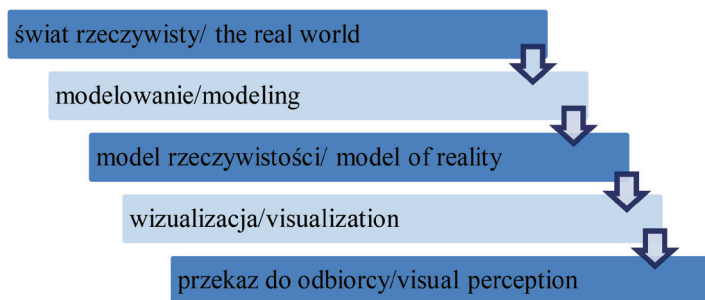 świat rzeczywisty/ the real world
modelowanie/modeling
model rzeczywistości/ model of reality
wizualizacja/visualization
przekaz do odbiorcy/visual perception